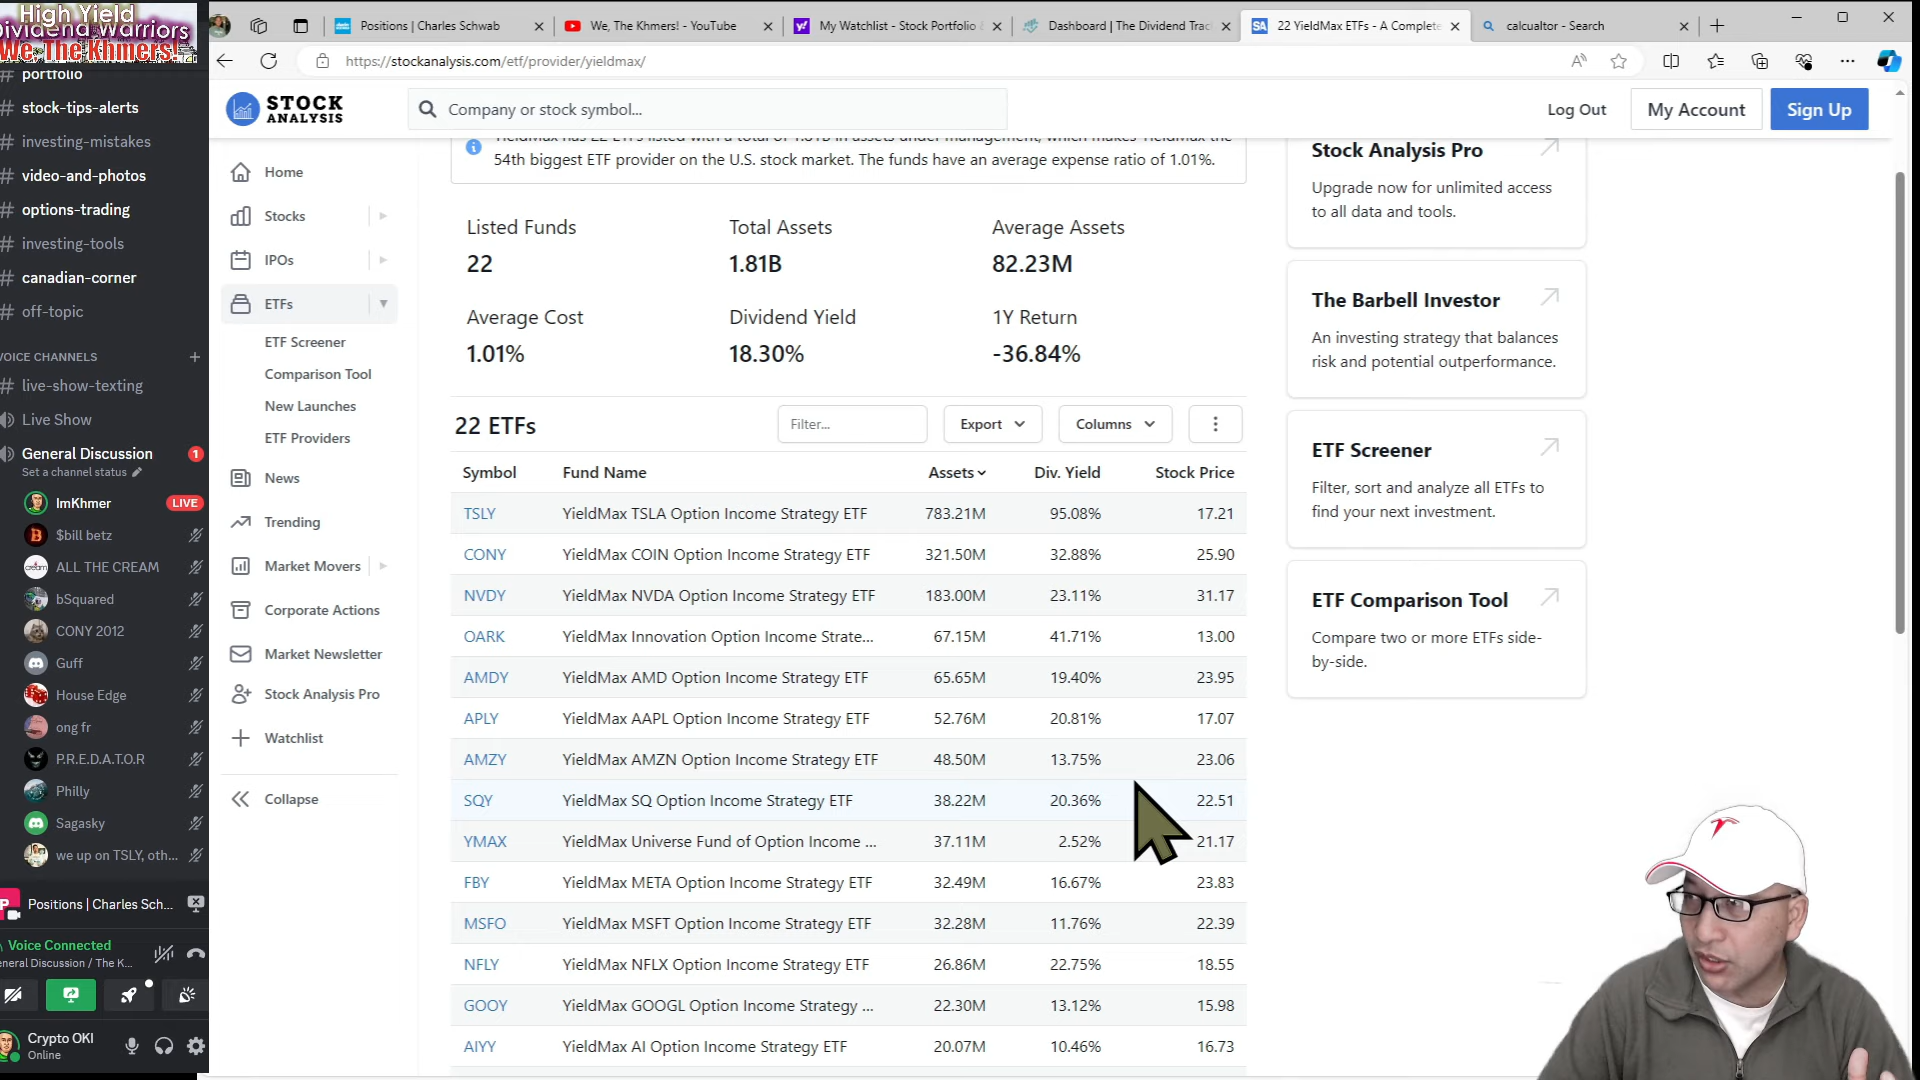 High Yield
Dividend Warriors
We, The Khmers!
portfolio
# stock-tips-alerts
# investing-mistakes
# video-and-photos
# options-trading
# investing-tools
# canadian-corner
# off-topic
VOICE CHANNELS +
# live-show-texting
Live Show
General Discussion 1
Set a channel status
ImKhmer LIVE
$bill betz
ALL THE CREAM
bSquared
CONY 2012
Guff
House Edge
ong fr
P.R.E.D.A.T.O.R
Philly
Sagasky
we up on TSLY, oth...
Positions | Charles Sch...
Voice Connected
eneral Discussion / The K...
Crypto OKI
Online
Positions | Charles Schwab
We, The Khmers! - YouTube
My Watchlist - Stock Portfolio
Dashboard | The Dividend Trac
22 YieldMax ETFs - A Complete
calcualtor - Search
https://stockanalysis.com/etf/provider/yieldmax/
STOCK
ANALYSIS
Company or stock symbol...
Log Out
My Account
Sign Up
Home
Stocks
IPOs
ETFs
ETF Screener
Comparison Tool
New Launches
ETF Providers
News
Trending
Market Movers
Corporate Actions
Market Newsletter
Stock Analysis Pro
Watchlist
Collapse
YieldMax has 22 ETFs listed with a total of 1.81B in assets under management, which makes YieldMax the
54th biggest ETF provider on the U.S. stock market. The funds have an average expense ratio of 1.01%.
Listed Funds Total Assets Average Assets
22 1.81B 82.23M
Average Cost Dividend Yield 1Y Return
1.01% 18.30% -36.84%
22 ETFs Filter... Export Columns
Symbol Fund Name Assets Div. Yield Stock Price
TSLY YieldMax TSLA Option Income Strategy ETF 783.21M 95.08% 17.21
CONY YieldMax COIN Option Income Strategy ETF 321.50M 32.88% 25.90
NVDY YieldMax NVDA Option Income Strategy ETF 183.00M 23.11% 31.17
OARK YieldMax Innovation Option Income Strate... 67.15M 41.71% 13.00
AMDY YieldMax AMD Option Income Strategy ETF 65.65M 19.40% 23.95
APLY YieldMax AAPL Option Income Strategy ETF 52.76M 20.81% 17.07
AMZY YieldMax AMZN Option Income Strategy ETF 48.50M 13.75% 23.06
SQY YieldMax SQ Option Income Strategy ETF 38.22M 20.36% 22.51
YMAX YieldMax Universe Fund of Option Income ... 37.11M 2.52% 21.17
FBY YieldMax META Option Income Strategy ETF 32.49M 16.67% 23.83
MSFO YieldMax MSFT Option Income Strategy ETF 32.28M 11.76% 22.39
NFLY YieldMax NFLX Option Income Strategy ETF 26.86M 22.75% 18.55
GOOY YieldMax GOOGL Option Income Strategy ... 22.30M 13.12% 15.98
AIYY YieldMax AI Option Income Strategy ETF 20.07M 10.46% 16.73
Stock Analysis Pro
Upgrade now for unlimited access
to all data and tools.
The Barbell Investor
An investing strategy that balances
risk and potential outperformance.
ETF Screener
Filter, sort and analyze all ETFs to
find your next investment.
ETF Comparison Tool
Compare two or more ETFs side-
by-side.